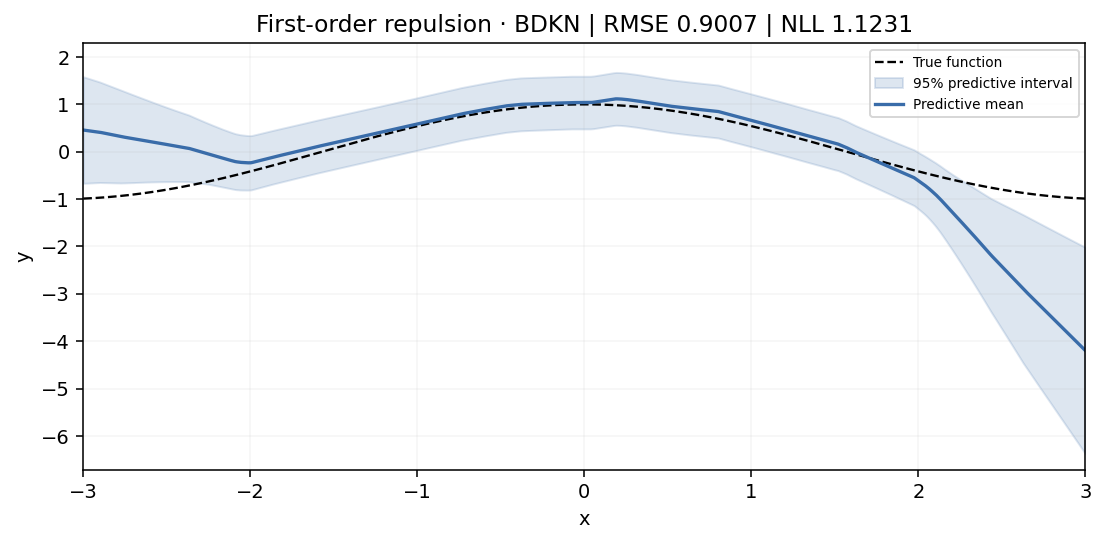 First-order repulsion · BDKN | RMSE 0.9007 | NLL 1.1231
True function
95% predictive interval
Predictive mean
2
1
0
−1
−2
−3
−4
−5
−6
y
−3
−2
−1
0
1
2
3
x